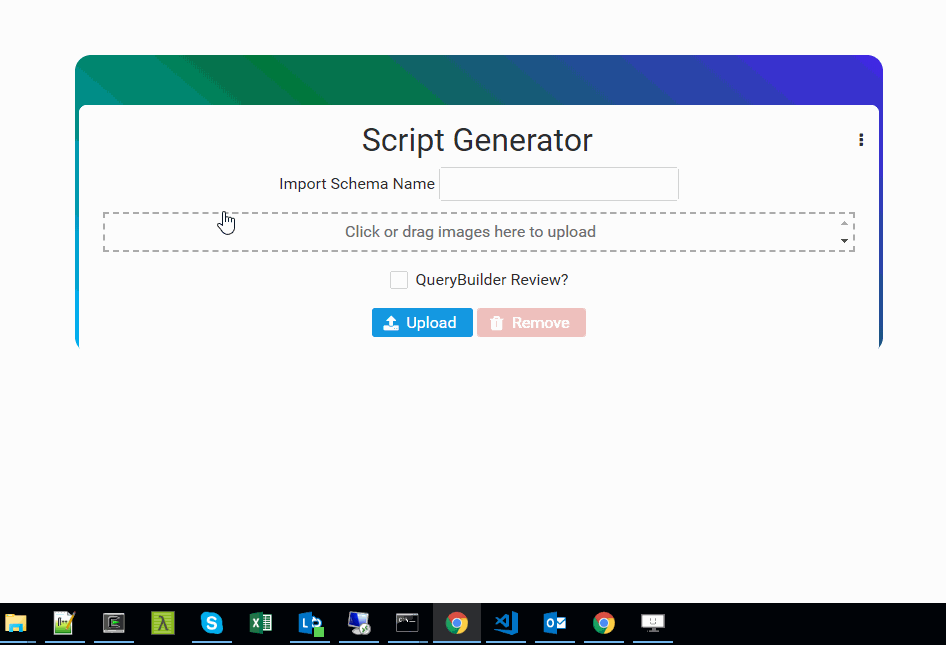 Script Generator
Import Schema Name
Click or drag images here to upload
QueryBuilder Review?
Upload Remove